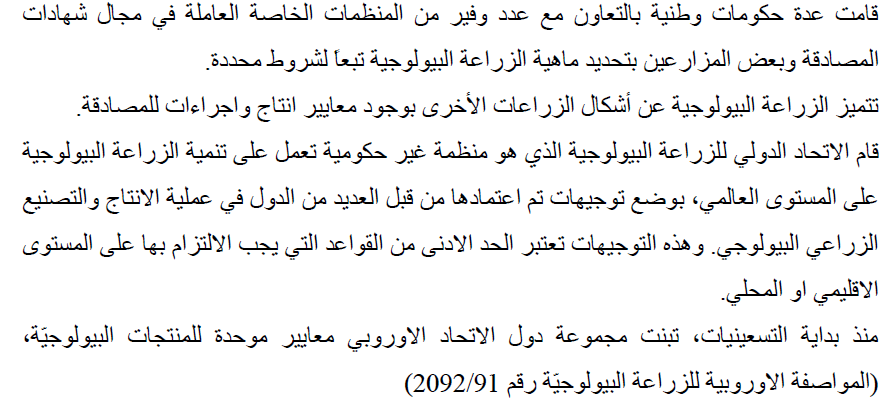 قامت عدة حكومات وطنية بالتعاون مع عدد وفير من المنظمات الخاصة العاملة في مجال شهادات
المصادقة وبعض المزارعين بتحديد ماهية الزراعة البيولوجية تبعاً لشروط محددة.
تتميز الزراعة البيولوجية عن أشكال الزراعات الأخرى بوجود معايير انتاج واجراءات للمصادقة.
قام الاتحاد الدولي للزراعة البيولوجية الذي هو منظمة غير حكومية تعمل على تنمية الزراعة البيولوجية
على المستوى العالمي، بوضع توجيهات تم اعتمادها من قبل العديد من الدول في عملية الانتاج والتصنيع
الزراعي البيولوجي. وهذه التوجيهات تعتبر الحد الادنى من القواعد التي يجب الالتزام بها على المستوى
الاقليمي او المحلي.
منذ بداية التسعينيات، تبنت مجموعة دول الاتحاد الاوروبي معايير موحدة للمنتجات البيولوجيّة،
(المواصفة الاوروبية للزراعة البيولوجيّة رقم 2092/91)